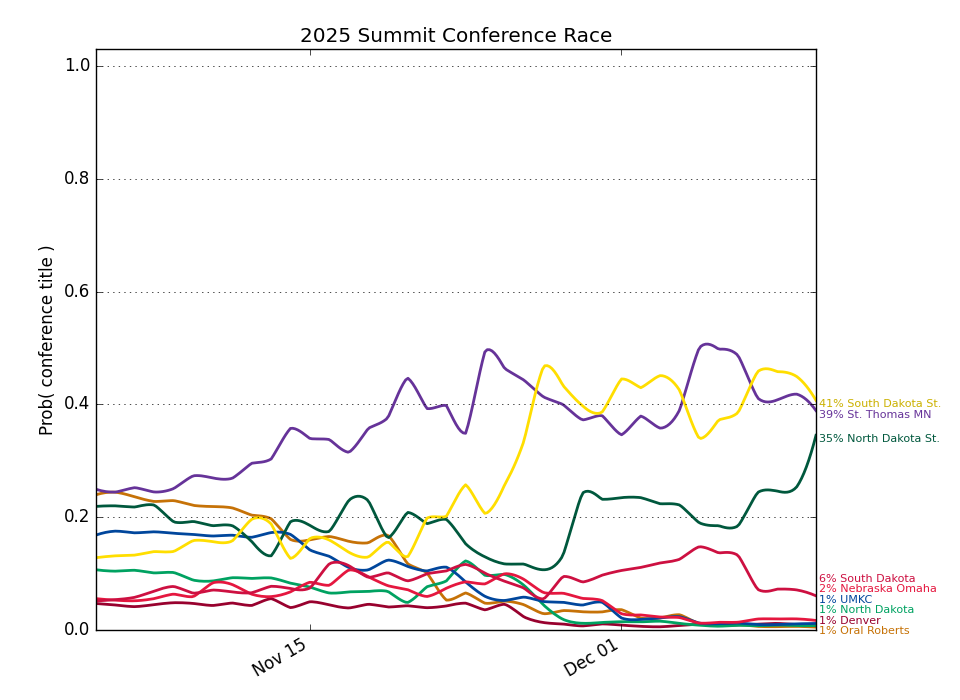 2025 Summit Conference Race
Prob( conference title )
1.0
0.8
0.6
0.4
0.2
0.0
Nov 15
Dec 01
41% South Dakota St.
39% St. Thomas MN
35% North Dakota St.
6% South Dakota
2% Nebraska Omaha
1% UMKC
1% North Dakota
1% Denver
1% Oral Roberts